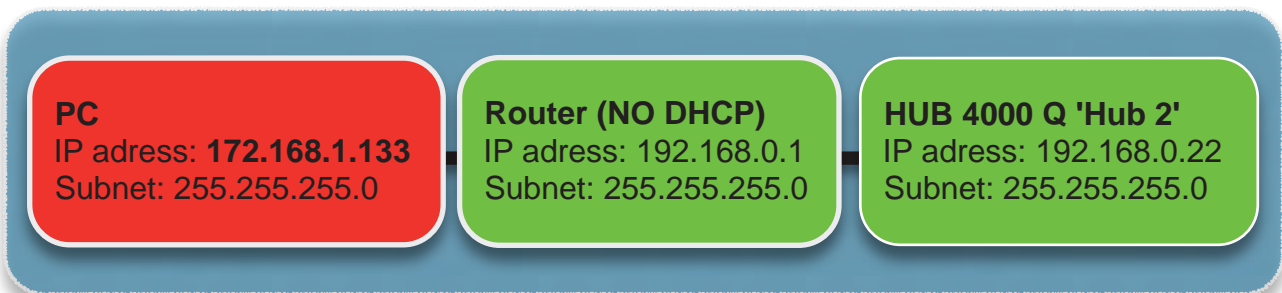 PC
IP adress: 172.168.1.133
Subnet: 255.255.255.0
Router (NO DHCP)
IP adress: 192.168.0.1
Subnet: 255.255.255.0
HUB 4000 Q 'Hub 2'
IP adress: 192.168.0.22
Subnet: 255.255.255.0